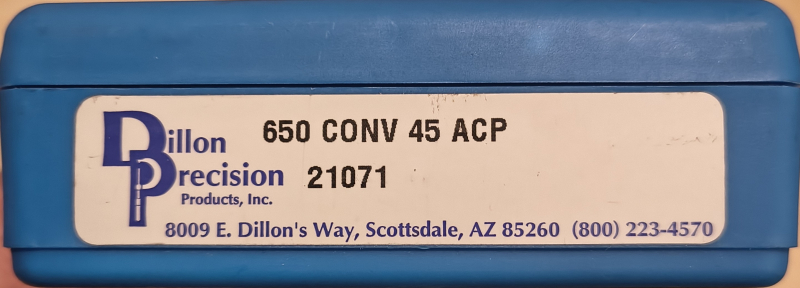 Dillon Precision Products, Inc.
650 CONV 45 ACP
21071
8009 E. Dillon's Way, Scottsdale, AZ 85260 (800) 223-4570